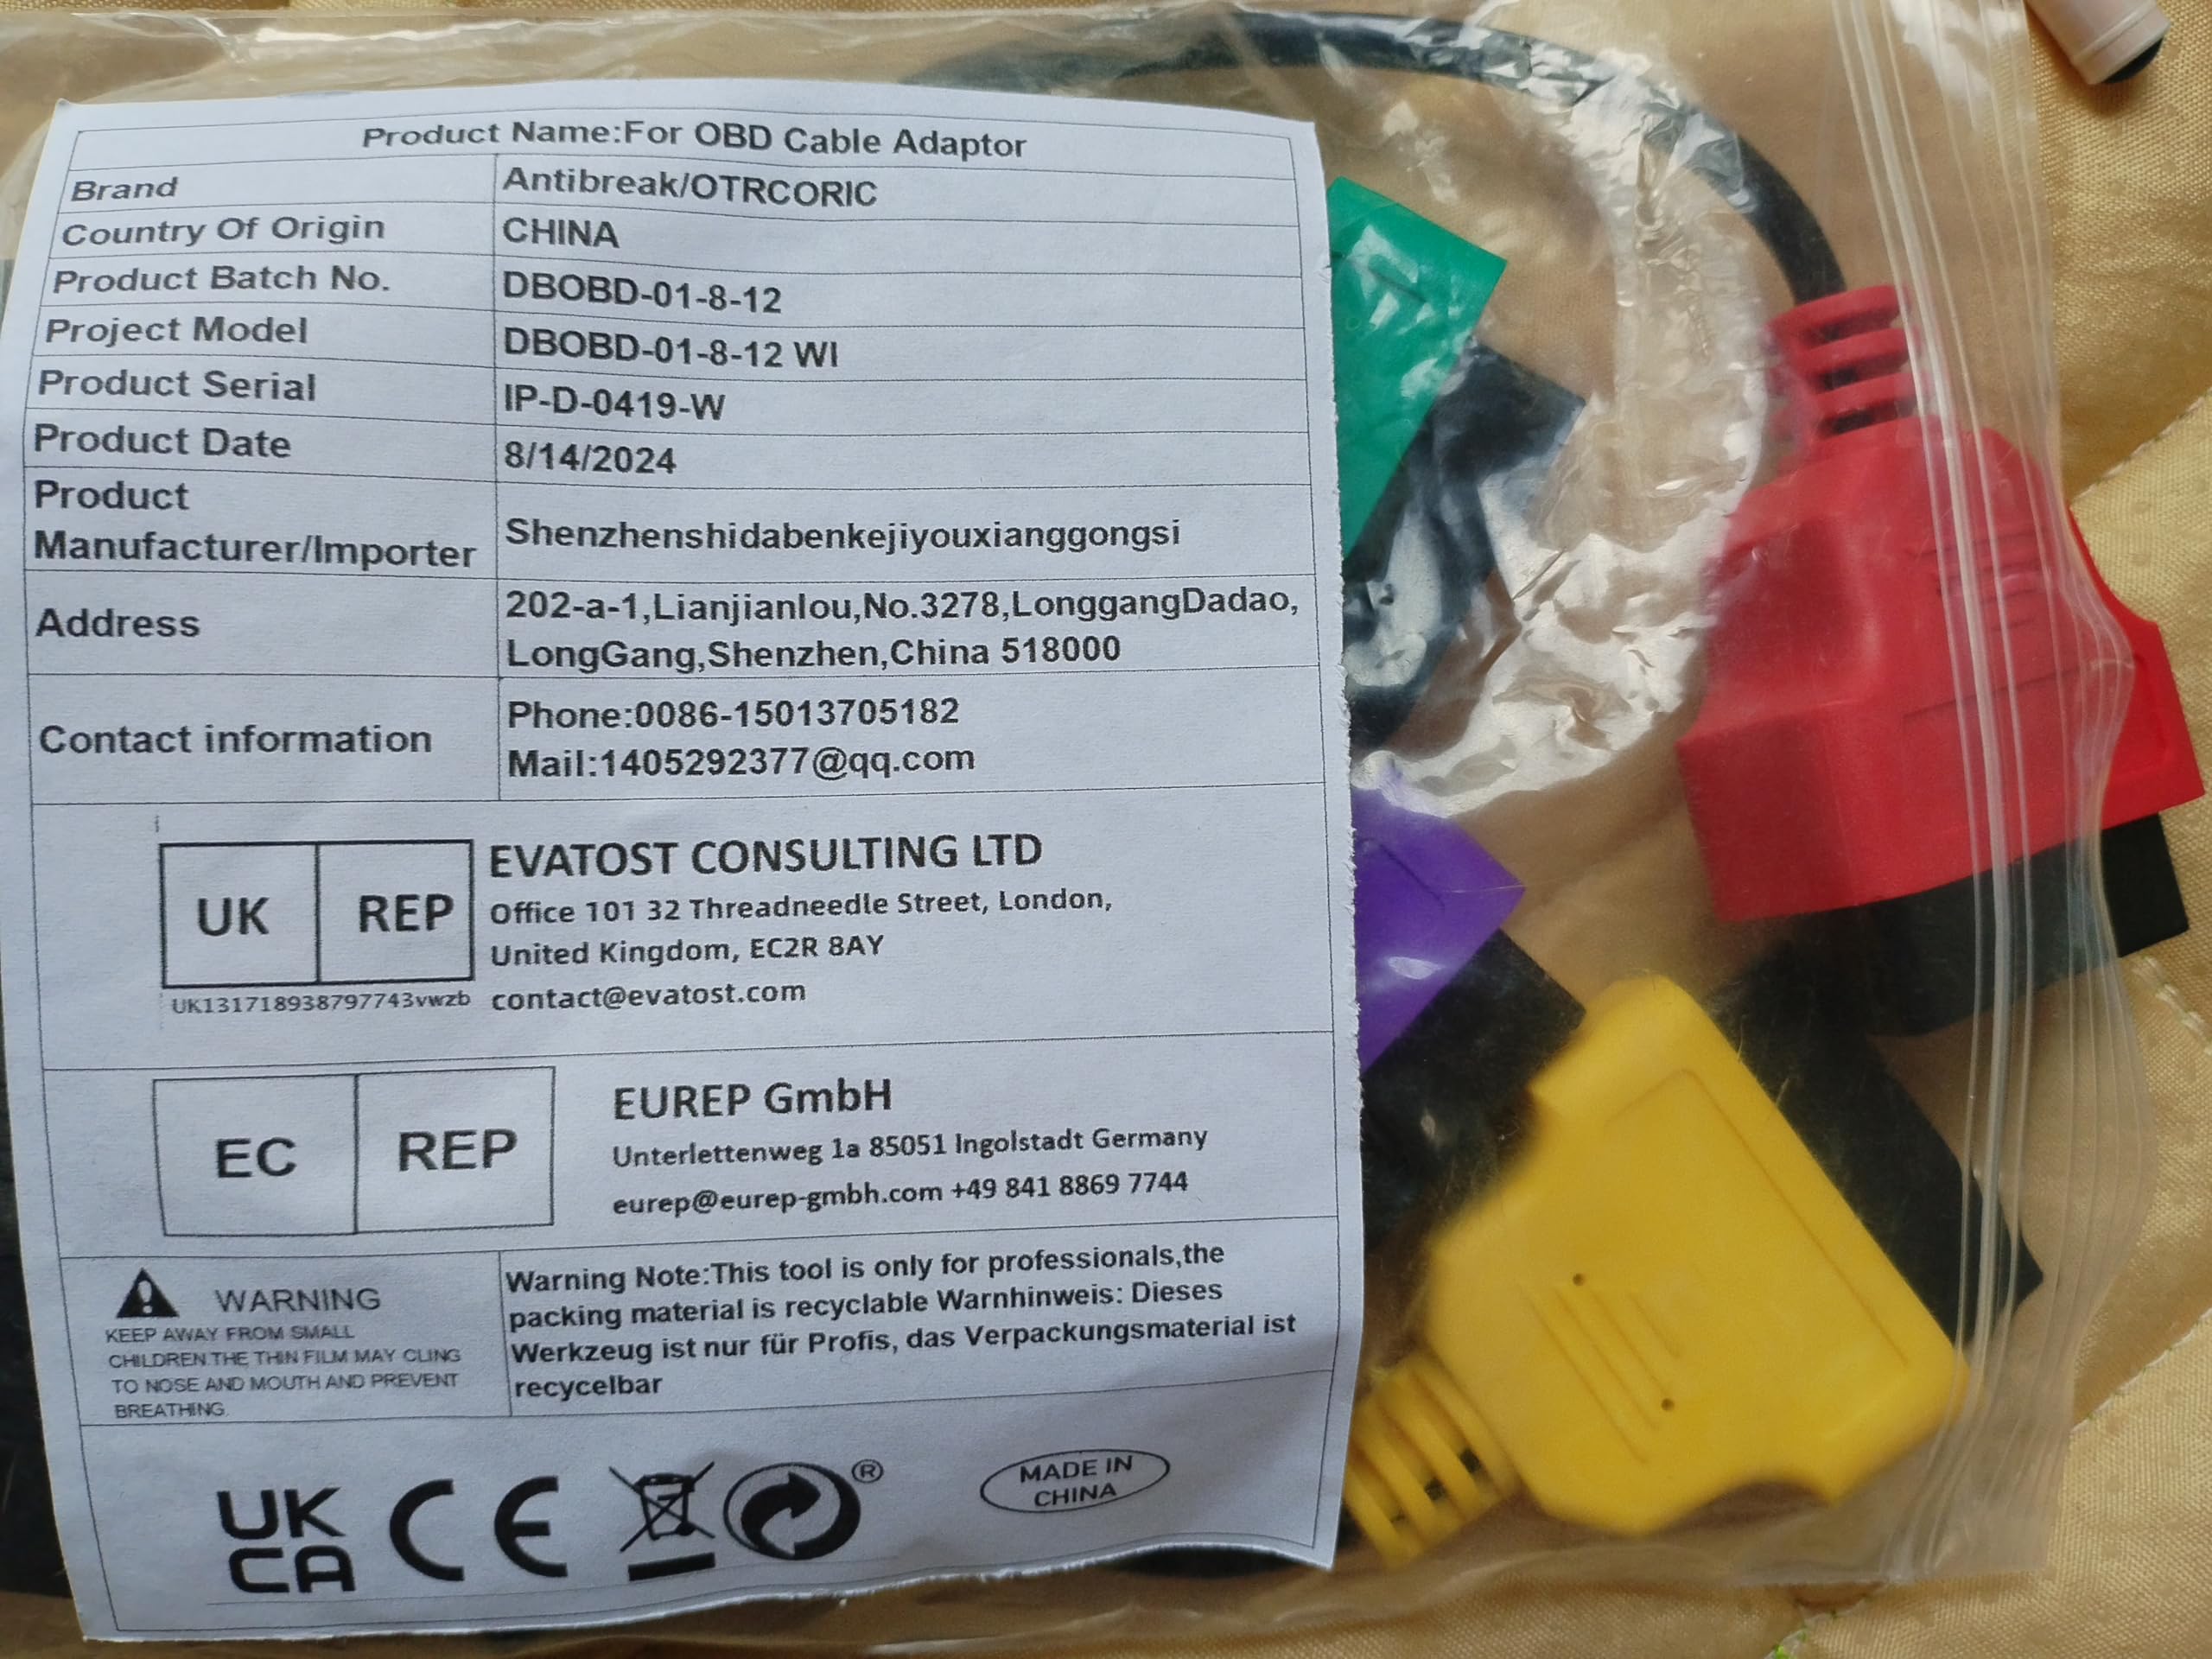 Product Name:For OBD Cable Adaptor
Brand Antibreak/OTRCORIC
Country Of Origin CHINA
Product Batch No. DBOBD-01-8-12
Project Model DBOBD-01-8-12 WI
Product Serial IP-D-0419-W
Product Date 8/14/2024
Product
Manufacturer/Importer Shenzhenshidabenkejiyouxianggongsi
Address
202-a-1,Lianjianlou,No.3278,LonggangDadao,
LongGang,Shenzhen,China 518000
Contact information
Phone:0086-15013705182
Mail:1405292377@qq.com
UK REP
UK131718938797743vwzb
EVATOST CONSULTING LTD
Office 101 32 Threadneedle Street, London,
United Kingdom, EC2R 8AY
contact@evatost.com
EC REP
EUREP GmbH
Unterlettenweg 1a 85051 Ingolstadt Germany
eurep@eurep-gmbh.com +49 841 8869 7744
WARNING
KEEP AWAY FROM SMALL
CHILDREN.THE THIN FILM MAY CLING
TO NOSE AND MOUTH AND PREVENT
BREATHING.
Warning Note:This tool is only for professionals,the
packing material is recyclable Warnhinweis: Dieses
Werkzeug ist nur für Profis, das Verpackungsmaterial ist
recycelbar
UK
CA
CE
®
MADE IN
CHINA